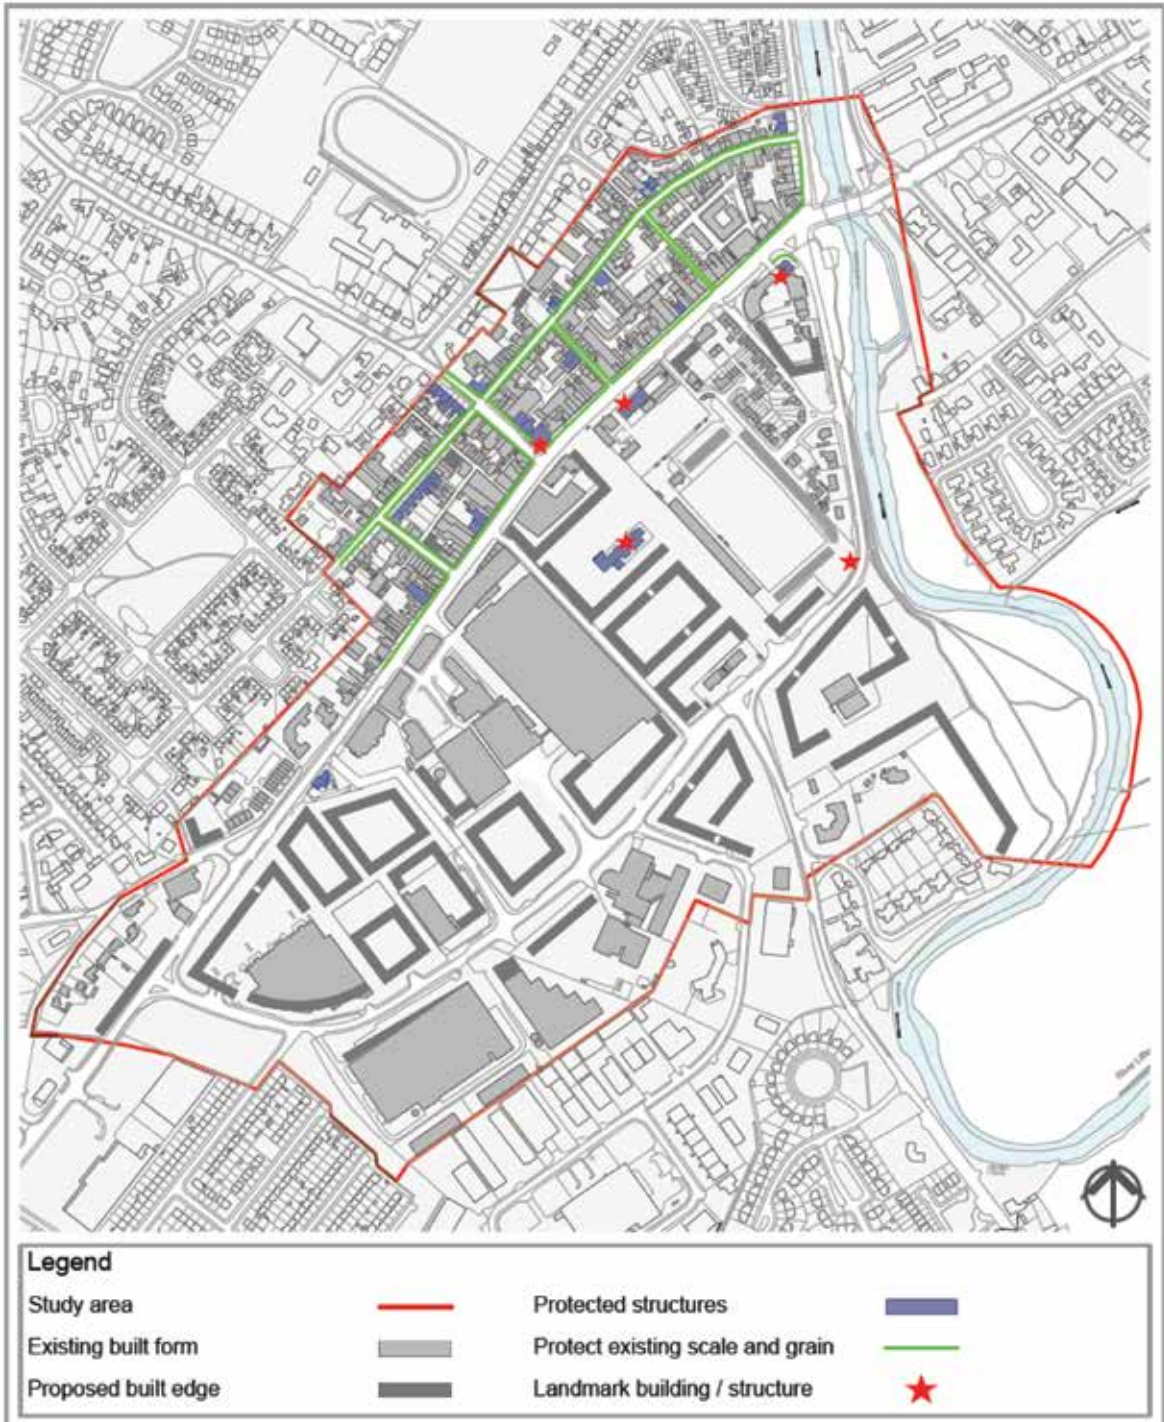 Legend
Study area
Protected structures
Existing built form
Protect existing scale and grain
Proposed built edge
Landmark building / structure